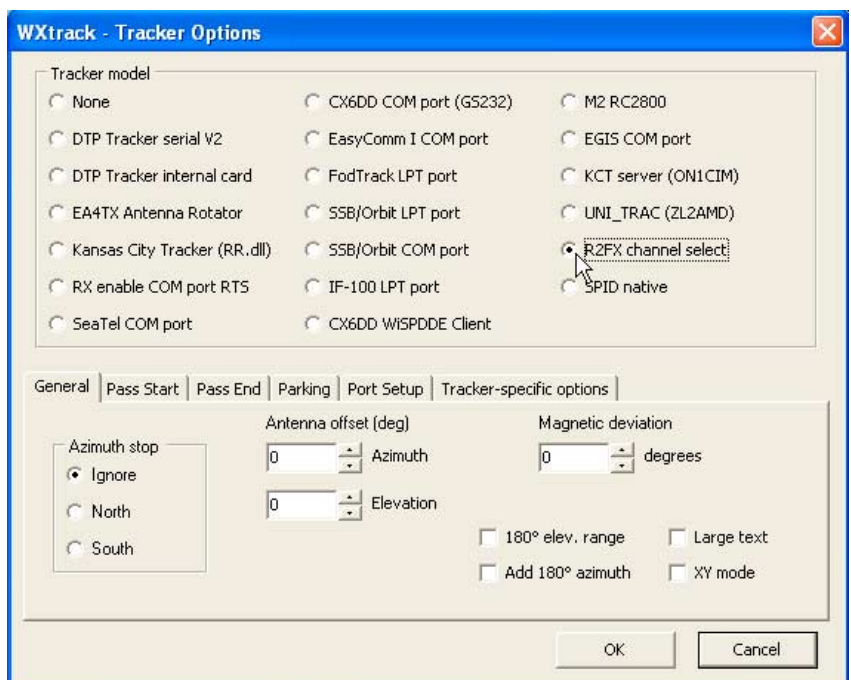 WXtrack - Tracker Options
Tracker model
None
CX6DD COM port (GS232)
M2 RC2800
DTP Tracker serial V2
EasyComm I COM port
EGIS COM port
DTP Tracker internal card
FodTrack LPT port
KCT server (ON1CIM)
EA4TX Antenna Rotator
SSB/Orbit LPT port
UNI_TRAC (ZL2AMD)
Kansas City Tracker (RR.dll)
SSB/Orbit COM port
R2FX channel select
RX enable COM port RTS
IF-100 LPT port
SPID native
SeaTel COM port
CX6DD WiSPDDE Client
General
Pass Start
Pass End
Parking
Port Setup
Tracker-specific options
Antenna offset (deg)
Magnetic deviation
Azimuth stop
0 Azimuth
0 degrees
Ignore
0 Elevation
North
180° elev. range
Large text
South
Add 180° azimuth
XY mode
OK
Cancel